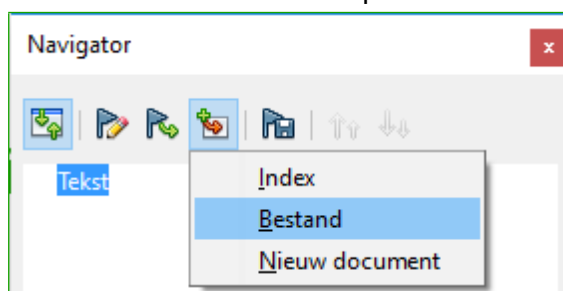 Navigator
x
Tekst
Index
Bestand
Nieuw document